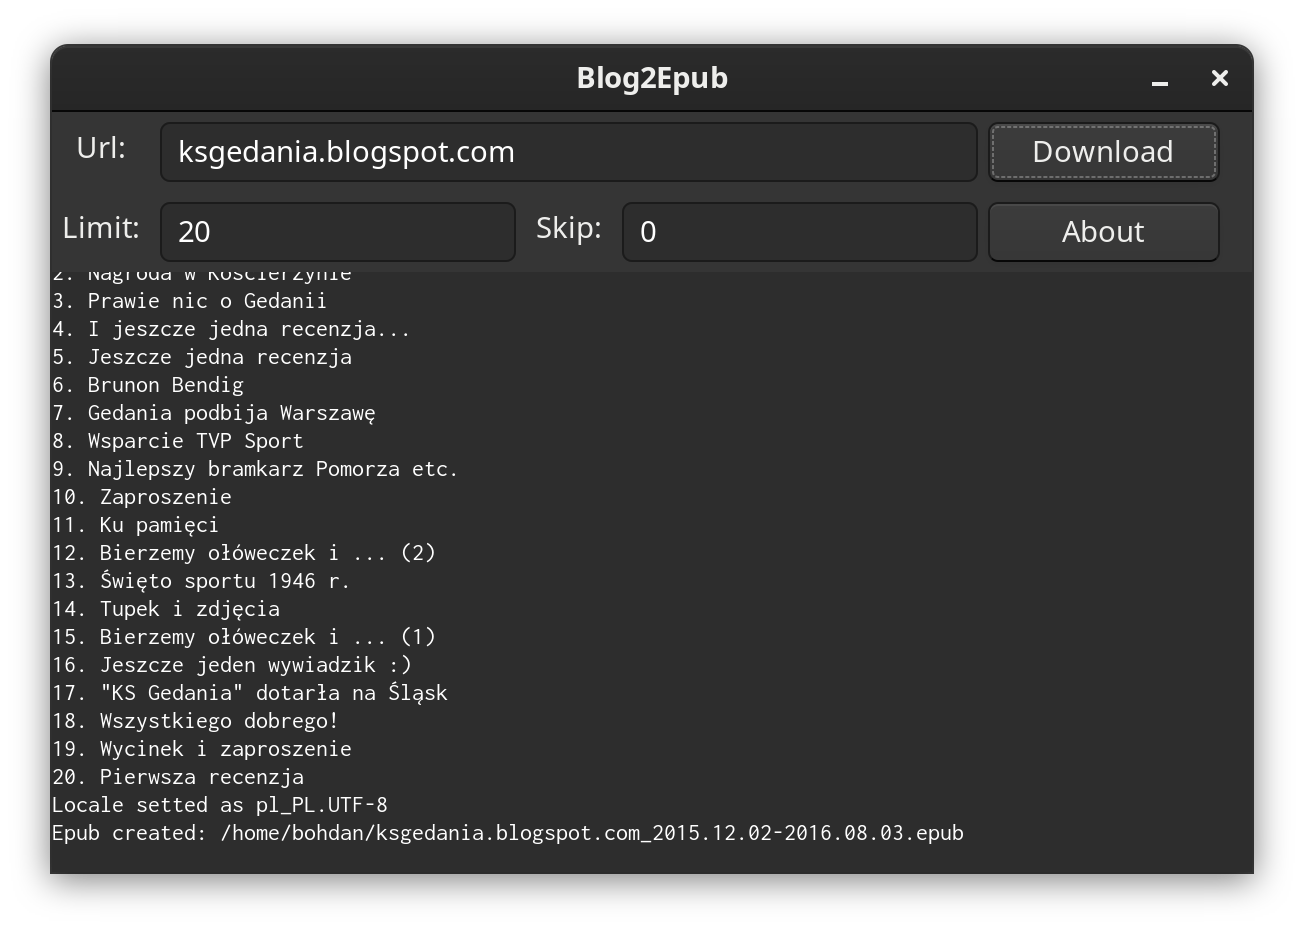 Blog2Epub
Url: ksgedania.blogspot.com Download
Limit: 20 Skip: 0 About
2. Nagroda w Kościerzynie
3. Prawie nic o Gedanii
4. I jeszcze jedna recenzja...
5. Jeszcze jedna recenzja
6. Brunon Bendig
7. Gedania podbija Warszawę
8. Wsparcie TVP Sport
9. Najlepszy bramkarz Pomorza etc.
10. Zaproszenie
11. Ku pamięci
12. Bierzemy ołóweczek i ... (2)
13. Święto sportu 1946 r.
14. Tupek i zdjęcia
15. Bierzemy ołóweczek i ... (1)
16. Jeszcze jeden wywiadzik :)
17. "KS Gedania" dotarła na Śląsk
18. Wszystkiego dobrego!
19. Wycinek i zaproszenie
20. Pierwsza recenzja
Locale setted as pl_PL.UTF-8
Epub created: /home/bohdan/ksgedania.blogspot.com_2015.12.02-2016.08.03.epub